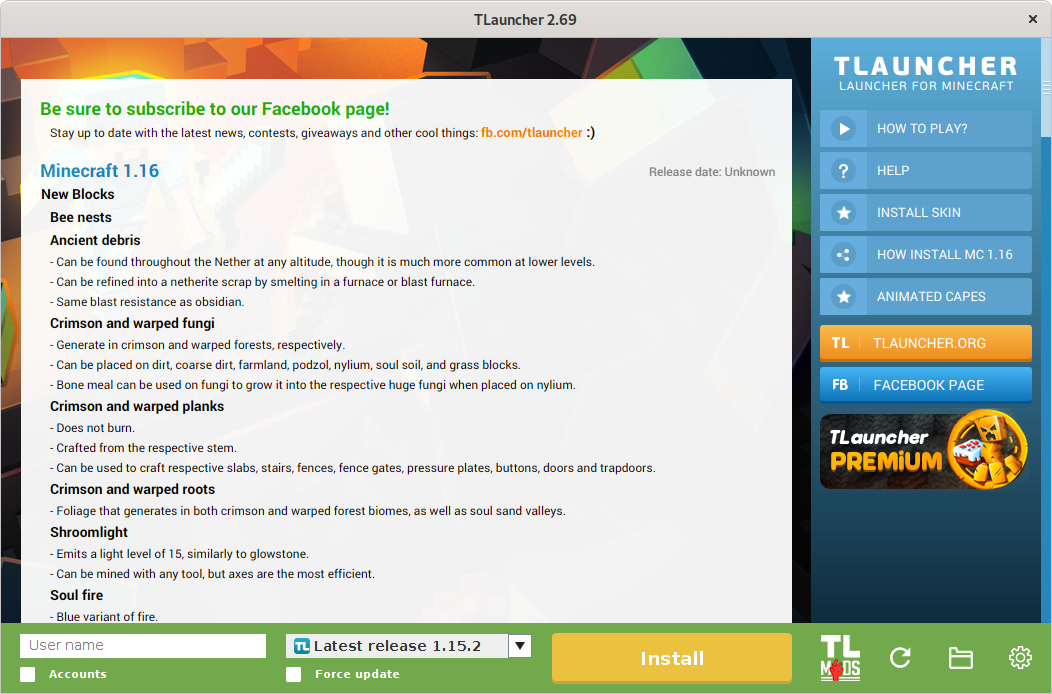 TLauncher 2.69
Be sure to subscribe to our Facebook page!
Stay up to date with the latest news, contests, giveaways and other cool things: fb.com/tlauncher :)
Minecraft 1.16
Release date: Unknown
New Blocks
Bee nests
Ancient debris
- Can be found throughout the Nether at any altitude, though it is much more common at lower levels.
- Can be refined into a netherite scrap by smelting in a furnace or blast furnace.
- Same blast resistance as obsidian.
Crimson and warped fungi
- Generate in crimson and warped forests, respectively.
- Can be placed on dirt, coarse dirt, farmland, podzol, nylium, soul soil, and grass blocks.
- Bone meal can be used on fungi to grow it into the respective huge fungi when placed on nylium.
Crimson and warped planks
- Does not burn.
- Crafted from the respective stem.
- Can be used to craft respective slabs, stairs, fences, fence gates, pressure plates, buttons, doors and trapdoors.
Crimson and warped roots
- Foliage that generates in both crimson and warped forest biomes, as well as soul sand valleys.
Shroomlight
- Emits a light level of 15, similarly to glowstone.
- Can be mined with any tool, but axes are the most efficient.
Soul fire
- Blue variant of fire.
TLAUNCHER
LAUNCHER FOR MINECRAFT
HOW TO PLAY?
? HELP
INSTALL SKIN
HOW INSTALL MC 1.16
ANIMATED CAPES
TL TLAUNCHER.ORG
FB FACEBOOK PAGE
TLauncher
PREMiUM
User name
Accounts
TL Latest release 1.15.2
Force update
Install
TL
MODS